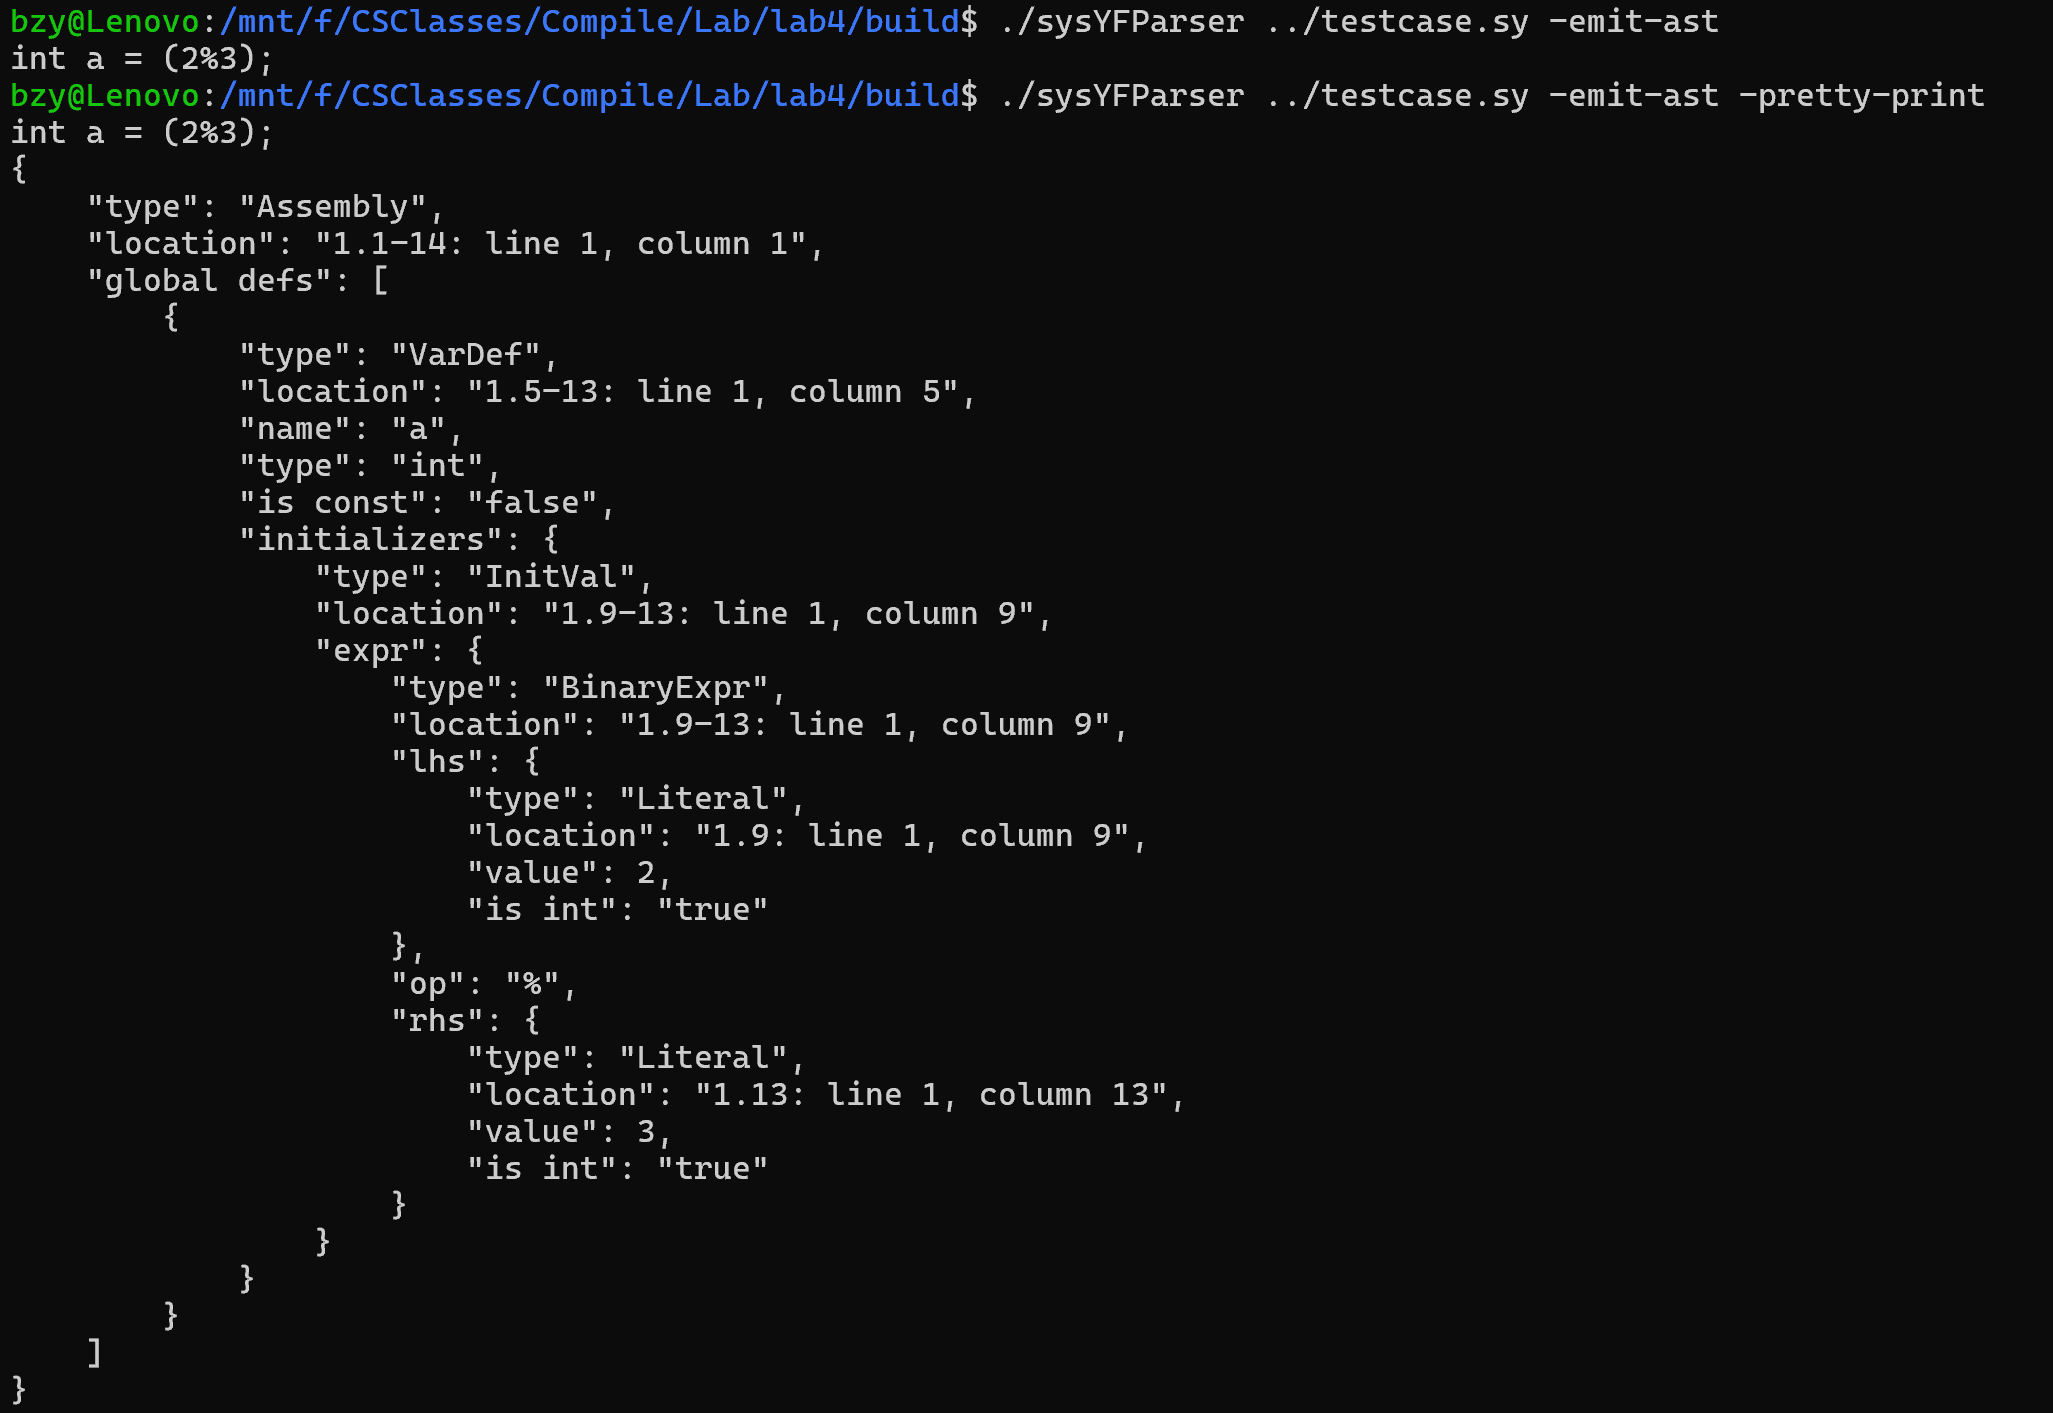 bzy@Lenovo:/mnt/f/CSClasses/Compile/Lab/lab4/build$ ./sysYFParser ../testcase.sy -emit-ast
int a = (2%3);
bzy@Lenovo:/mnt/f/CSClasses/Compile/Lab/lab4/build$ ./sysYFParser ../testcase.sy -emit-ast -pretty-print
int a = (2%3);
{
    "type": "Assembly",
    "location": "1.1-14: line 1, column 1",
    "global defs": [
        {
            "type": "VarDef",
            "location": "1.5-13: line 1, column 5",
            "name": "a",
            "type": "int",
            "is const": "false",
            "initializers": {
                "type": "InitVal",
                "location": "1.9-13: line 1, column 9",
                "expr": {
                    "type": "BinaryExpr",
                    "location": "1.9-13: line 1, column 9",
                    "lhs": {
                        "type": "Literal",
                        "location": "1.9: line 1, column 9",
                        "value": 2,
                        "is int": "true"
                    },
                    "op": "%",
                    "rhs": {
                        "type": "Literal",
                        "location": "1.13: line 1, column 13",
                        "value": 3,
                        "is int": "true"
                    }
                }
            }
        }
    ]
}